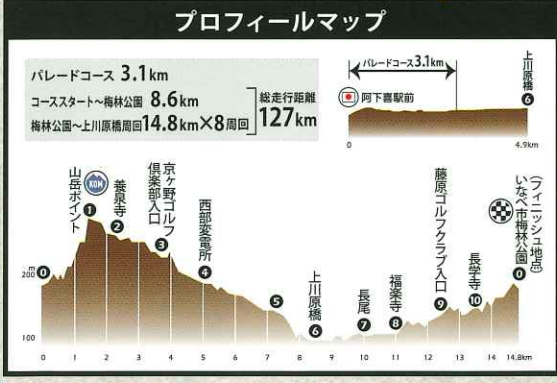 プロフィールマップ
パレードコース 3.1km
コーススタート～梅林公園 8.6km
梅林公園～上川原橋周回14.8km×8周回
総走行距離
127km
パレードコース3.1km
阿下喜駅前
上川原橋
6
0
4.9km
山岳ポイント
KOM
養泉寺
京ヶ野ゴルフ
倶楽部入口
西部変電所
上川原橋
長尾
福楽寺
藤原ゴルフクラブ入口
長学寺
(フィニッシュ地点)
いなべ市梅林公園
0
1
2
3
4
5
6
7
8
9
10
0
200
m
100
0 1 2 3 4 5 6 7 8 9 10 11 12 13 14 14.8km